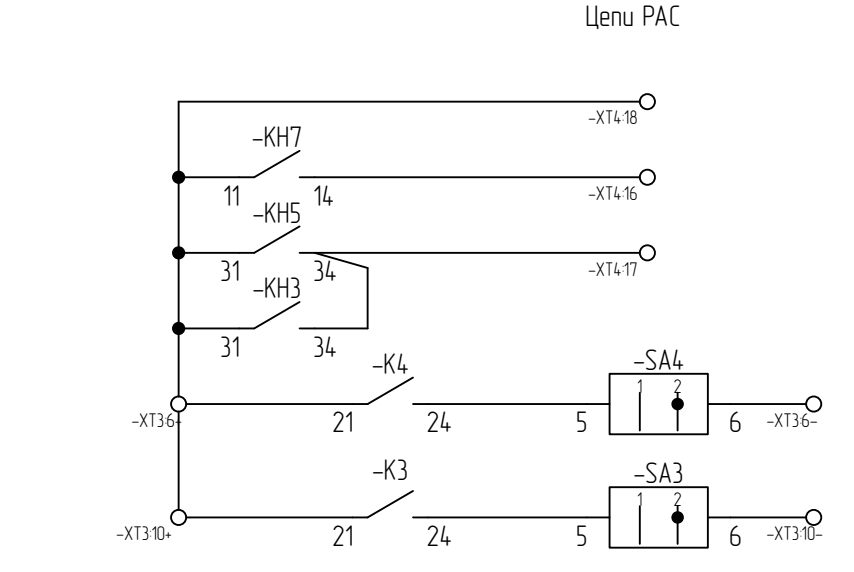 Цепи РАС
-XT4:18
-KH7
11 14
-XT4:16
-KH5
31 34
-XT4:17
-KH3
31 34
-K4
-SA4
1 2
-XT3:6-
21 24 5 6
-XT3:6-
-K3
-SA3
1 2
-XT3:10+
21 24 5 6
-XT3:10-